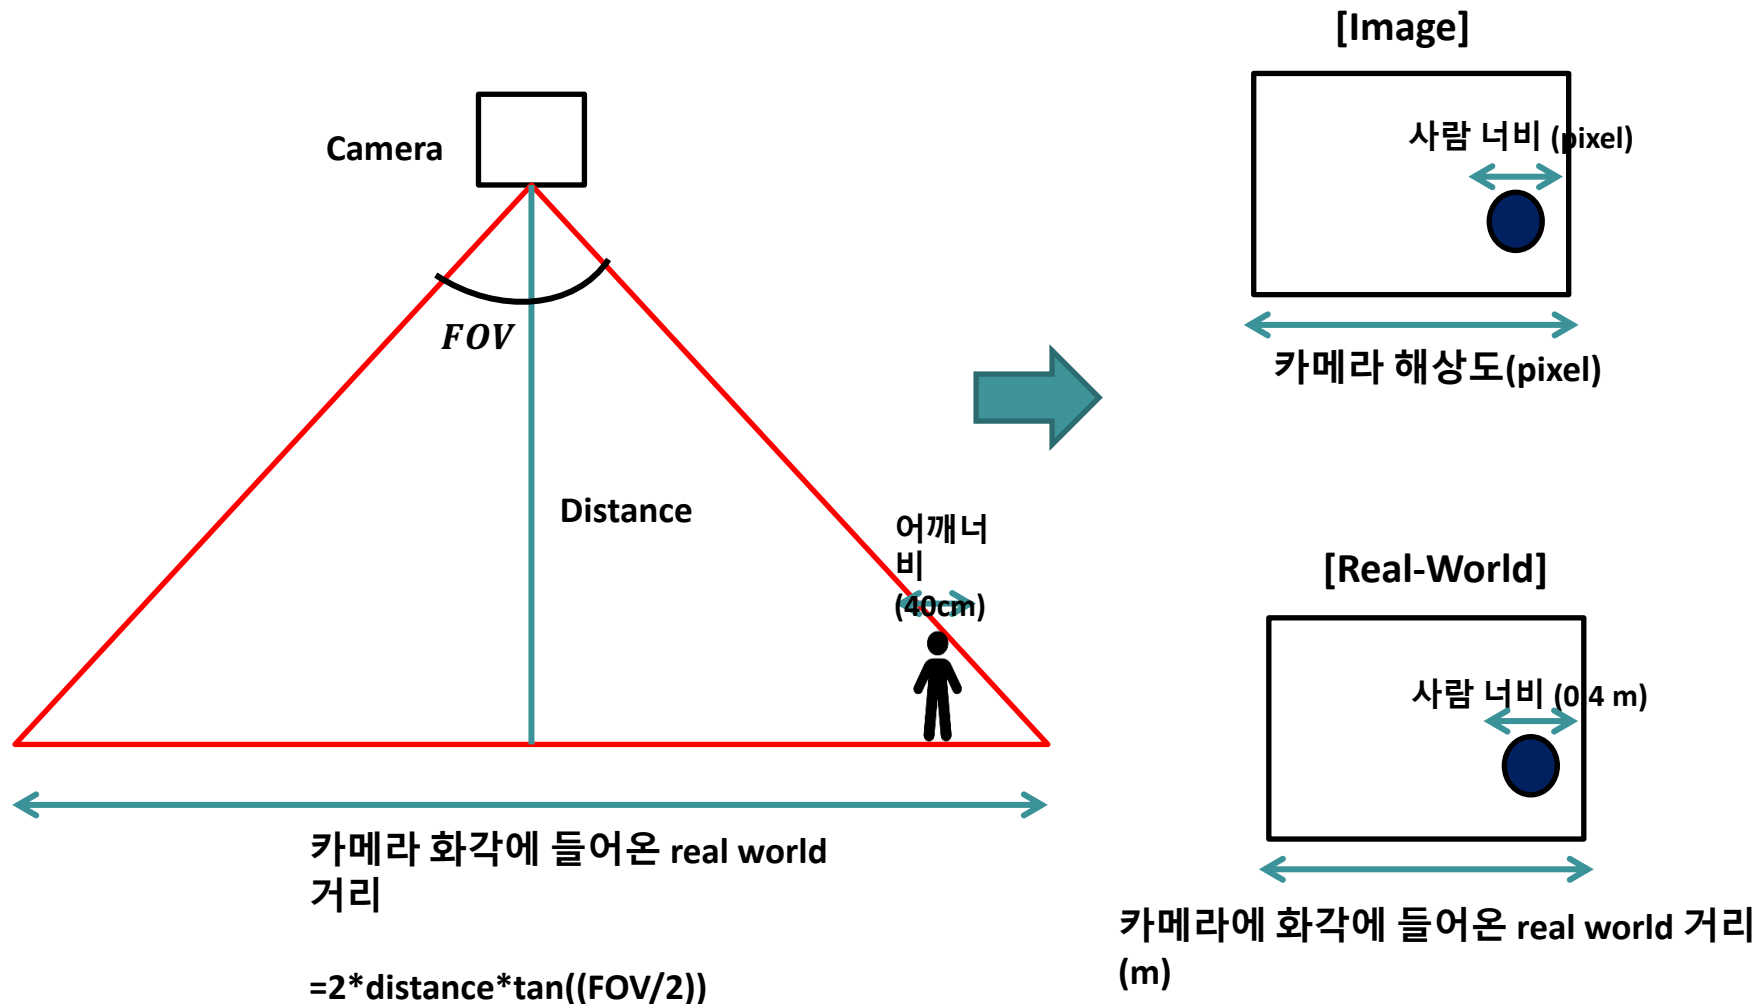 [Image]
Camera
사람 너비 (pixel)
FOV
카메라 해상도(pixel)
Distance
어깨너
비
(40cm)
[Real-World]
사람 너비 (0.4 m)
카메라 화각에 들어온 real world
거리
=2*distance*tan((FOV/2))
카메라에 화각에 들어온 real world 거리
(m)